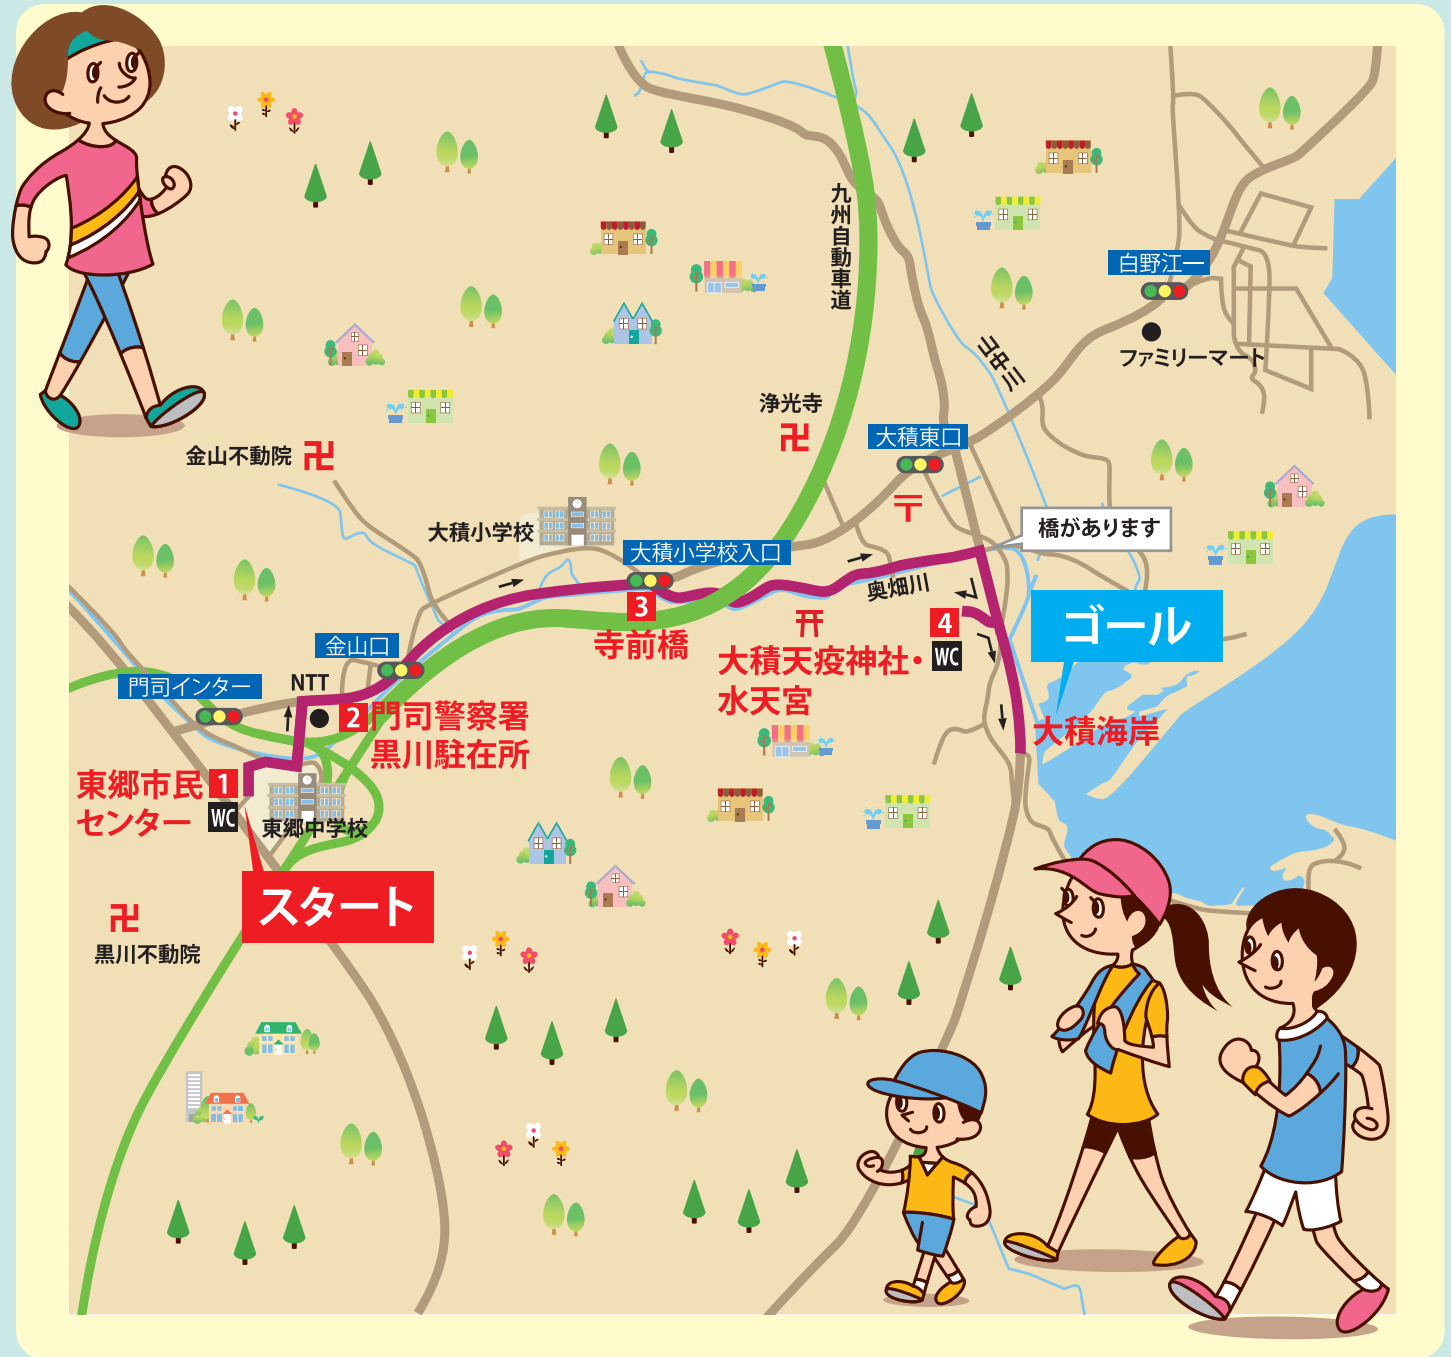 九州自動車道
白野江一
ファミリーマート
山中川
浄光寺
卍
大積東口
〒
金山不動院
卍
大積小学校
大積小学校入口
橋があります
奥畑川
3
寺前橋
4
WC
大積天疫神社・
水天宮
ゴール
大積海岸
金山口
門司インター
NTT
2
門司警察署
黒川駐在所
東郷市民
センター
1
WC
東郷中学校
スタート
卍
黒川不動院